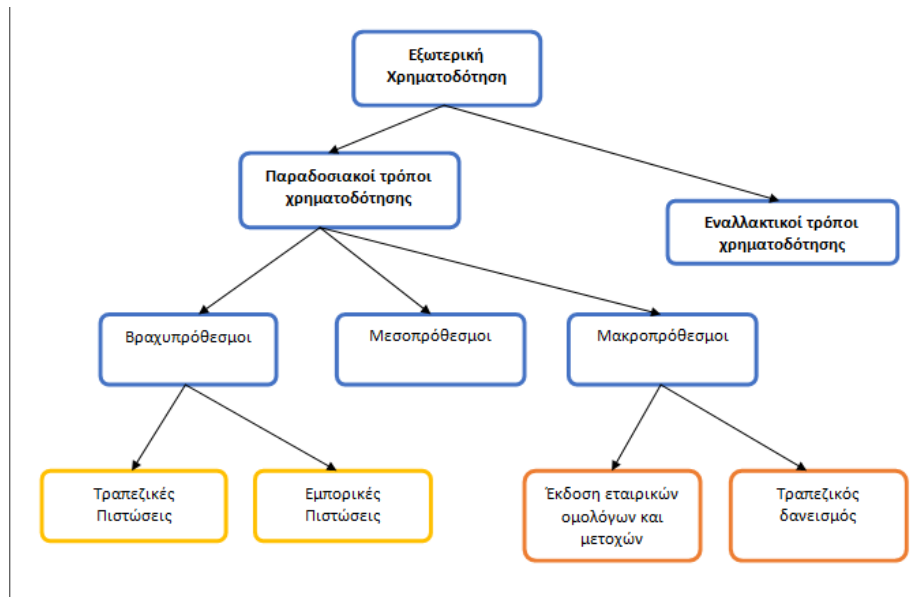 Εξωτερική
Χρηματοδότηση
Παραδοσιακοί τρόποι
χρηματοδότησης
Εναλλακτικοί τρόποι
χρηματοδότησης
Βραχυπρόθεσμοι
Μεσοπρόθεσμοι
Μακροπρόθεσμοι
Τραπεζικές
Πιστώσεις
Εμπορικές
Πιστώσεις
Έκδοση εταιρικών
ομολόγων και
μετοχών
Τραπεζικός
δανεισμός